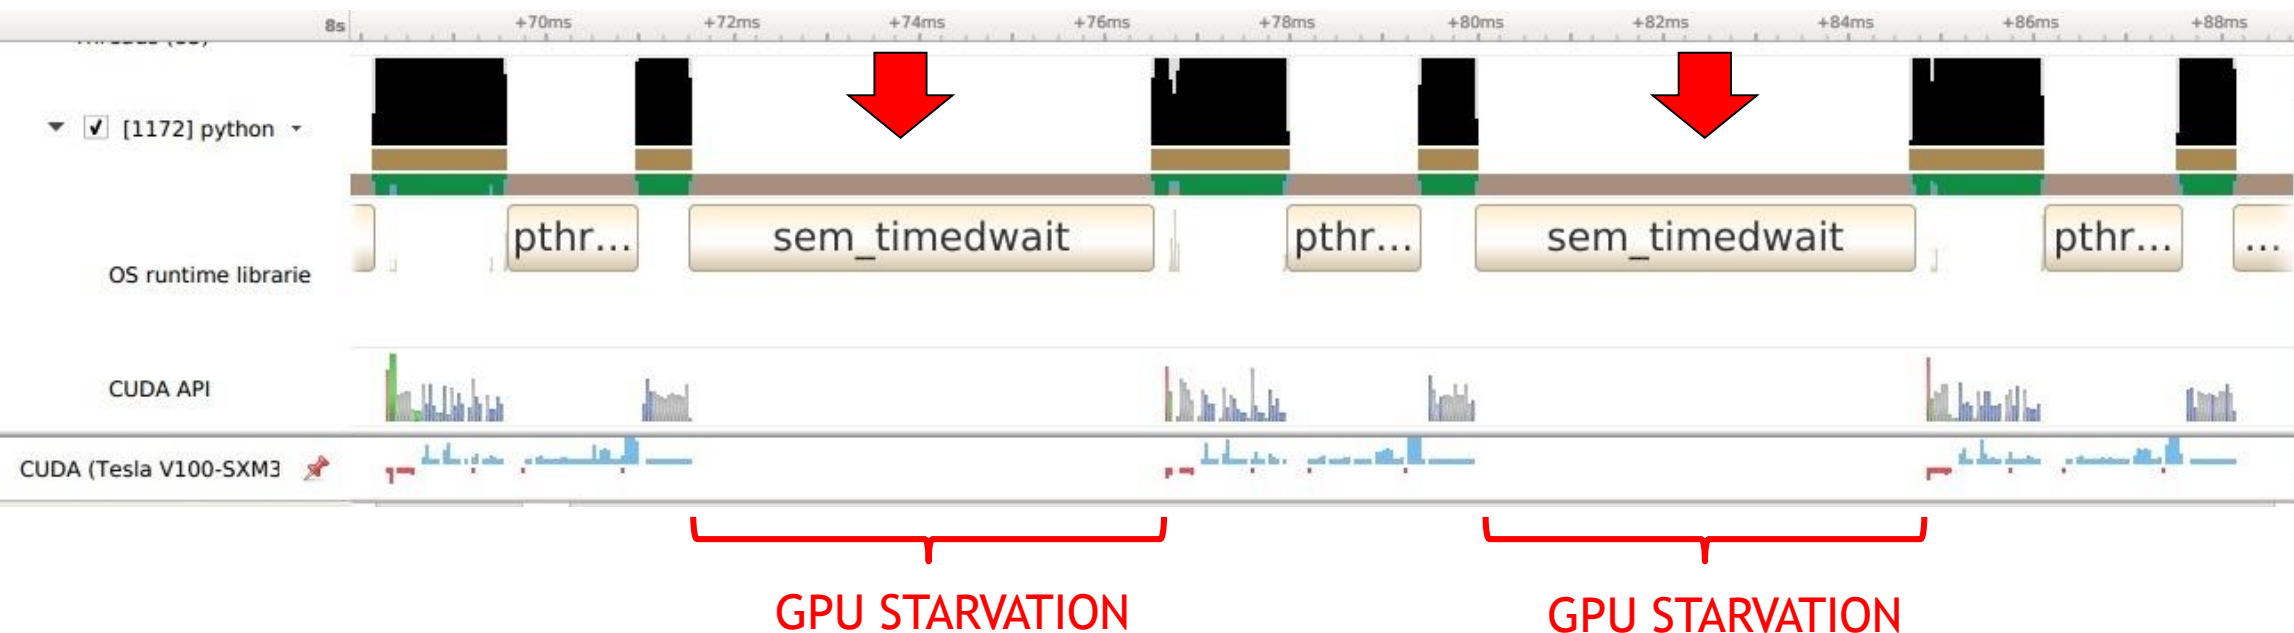 8s +70ms +72ms +74ms +76ms +78ms +80ms +82ms +84ms +86ms +88ms
[1172] python
pthr... sem_timedwait pthr... sem_timedwait pthr... ...
OS runtime librarie
CUDA API
CUDA (Tesla V100-SXM3
GPU STARVATION GPU STARVATION